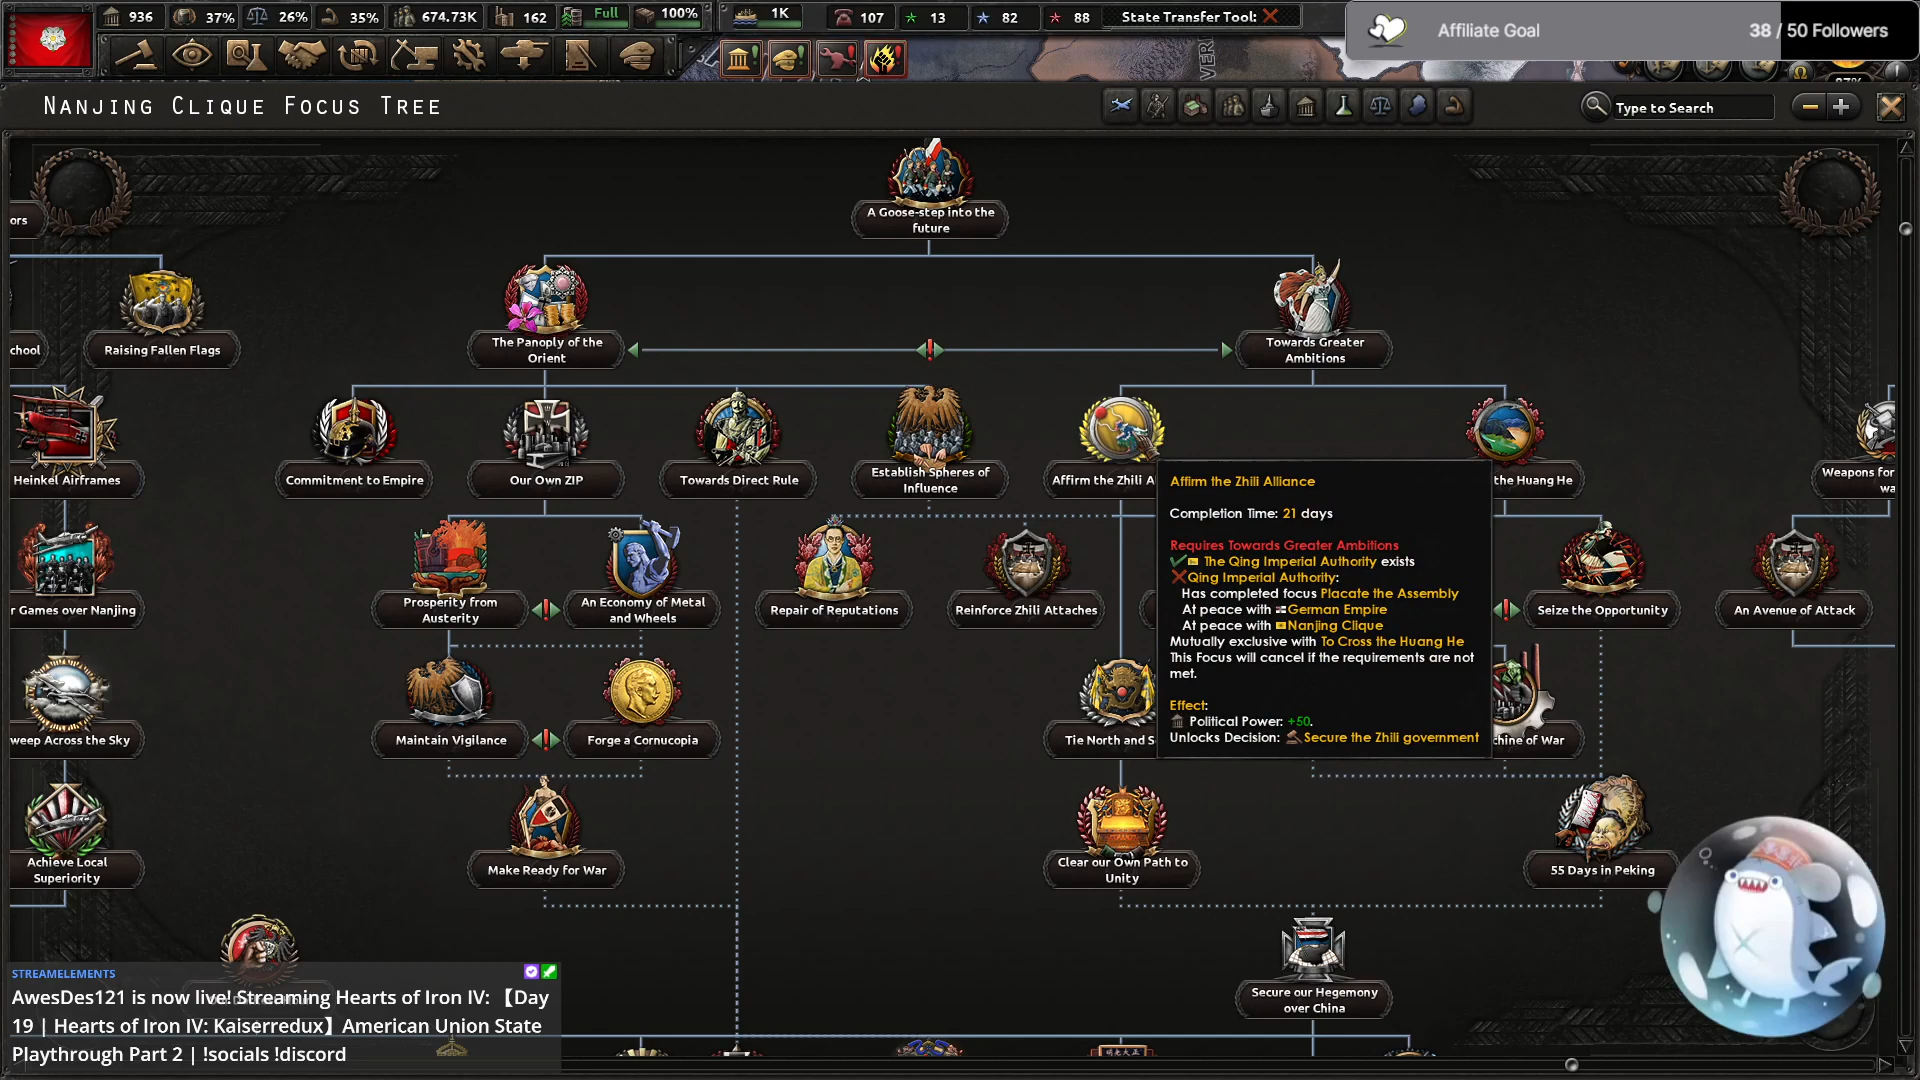 936
37%
26%
35%
674.73K
162
Full
100%
1K
107
13
82
88
State Transfer Tool:
Affiliate Goal
38 / 50 Followers
NANJING CLIQUE FOCUS TREE
Type to Search
A Goose-step into the
future
ors
Raising Fallen Flags
The Panoply of the
Orient
Towards Greater
Ambitions
chool
Heinkel Airframes
Commitment to Empire
Our Own ZIP
Towards Direct Rule
Establish Spheres of
Influence
Affirm the Zhili Al
the Huang He
Weapons for
wa
Affirm the Zhili Alliance
Completion Time: 21 days
Requires Towards Greater Ambitions
The Qing Imperial Authority exists
Qing Imperial Authority:
Has completed focus Placate the Assembly
At peace with German Empire
At peace with Nanjing Clique
Mutually exclusive with To Cross the Huang He
This Focus will cancel if the requirements are not
met.
Effect:
Political Power: +50.
Unlocks Decision: Secure the Zhili government
r Games over Nanjing
Prosperity from
Austerity
An Economy of Metal
and Wheels
Repair of Reputations
Reinforce Zhili Attaches
Seize the Opportunity
An Avenue of Attack
weep Across the Sky
Maintain Vigilance
Forge a Cornucopia
Tie North and S
chine of War
Achieve Local
Superiority
Make Ready for War
Clear our Own Path to
Unity
55 Days in Peking
Secure our Hegemony
over China
STREAMELEMENTS
AwesDes121 is now live! Streaming Hearts of Iron IV: 【Day
19 | Hearts of Iron IV: Kaiserredux】American Union State
Playthrough Part 2 | !socials !discord